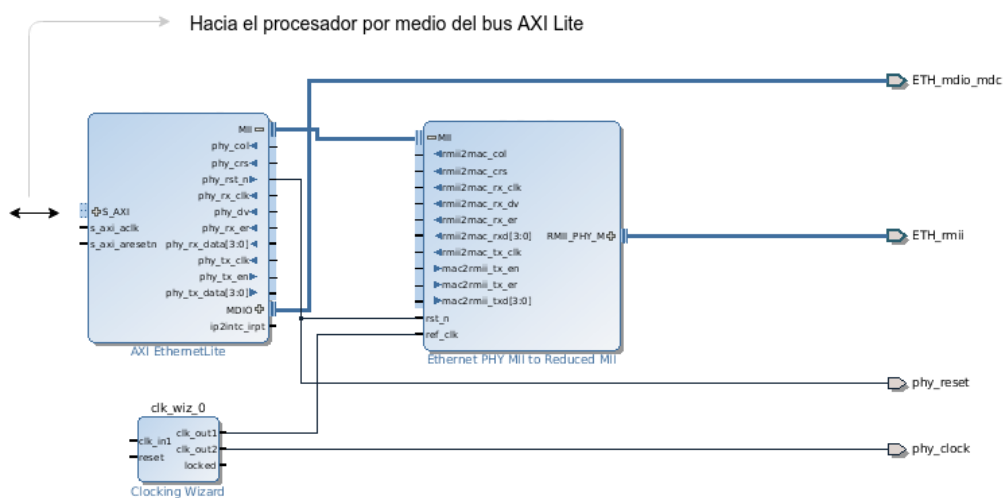 Hacia el procesador por medio del bus AXI Lite
ETH_mdio_mdc
MII
phy_col
phy_crs
phy_rst_n
phy_rx_clk
phy_dv
phy_rx_er
phy_rx_data[3:0]
phy_tx_clk
phy_tx_en
phy_tx_data[3:0]
MDIO
ip2intc_irpt
S_AXI
s_axi_aclk
s_axi_aresetn
AXI EthernetLite
MII
rmii2mac_col
rmii2mac_crs
rmii2mac_rx_clk
rmii2mac_rx_dv
rmii2mac_rx_er
rmii2mac_rxd[3:0]
rmii2mac_tx_clk
mac2rmii_tx_en
mac2rmii_tx_er
mac2rmii_txd[3:0]
rst_n
ref_clk
RMII_PHY_M
Ethernet PHY MII to Reduced MII
ETH_rmii
phy_reset
clk_wiz_0
clk_in1
reset
clk_out1
clk_out2
locked
Clocking Wizard
phy_clock